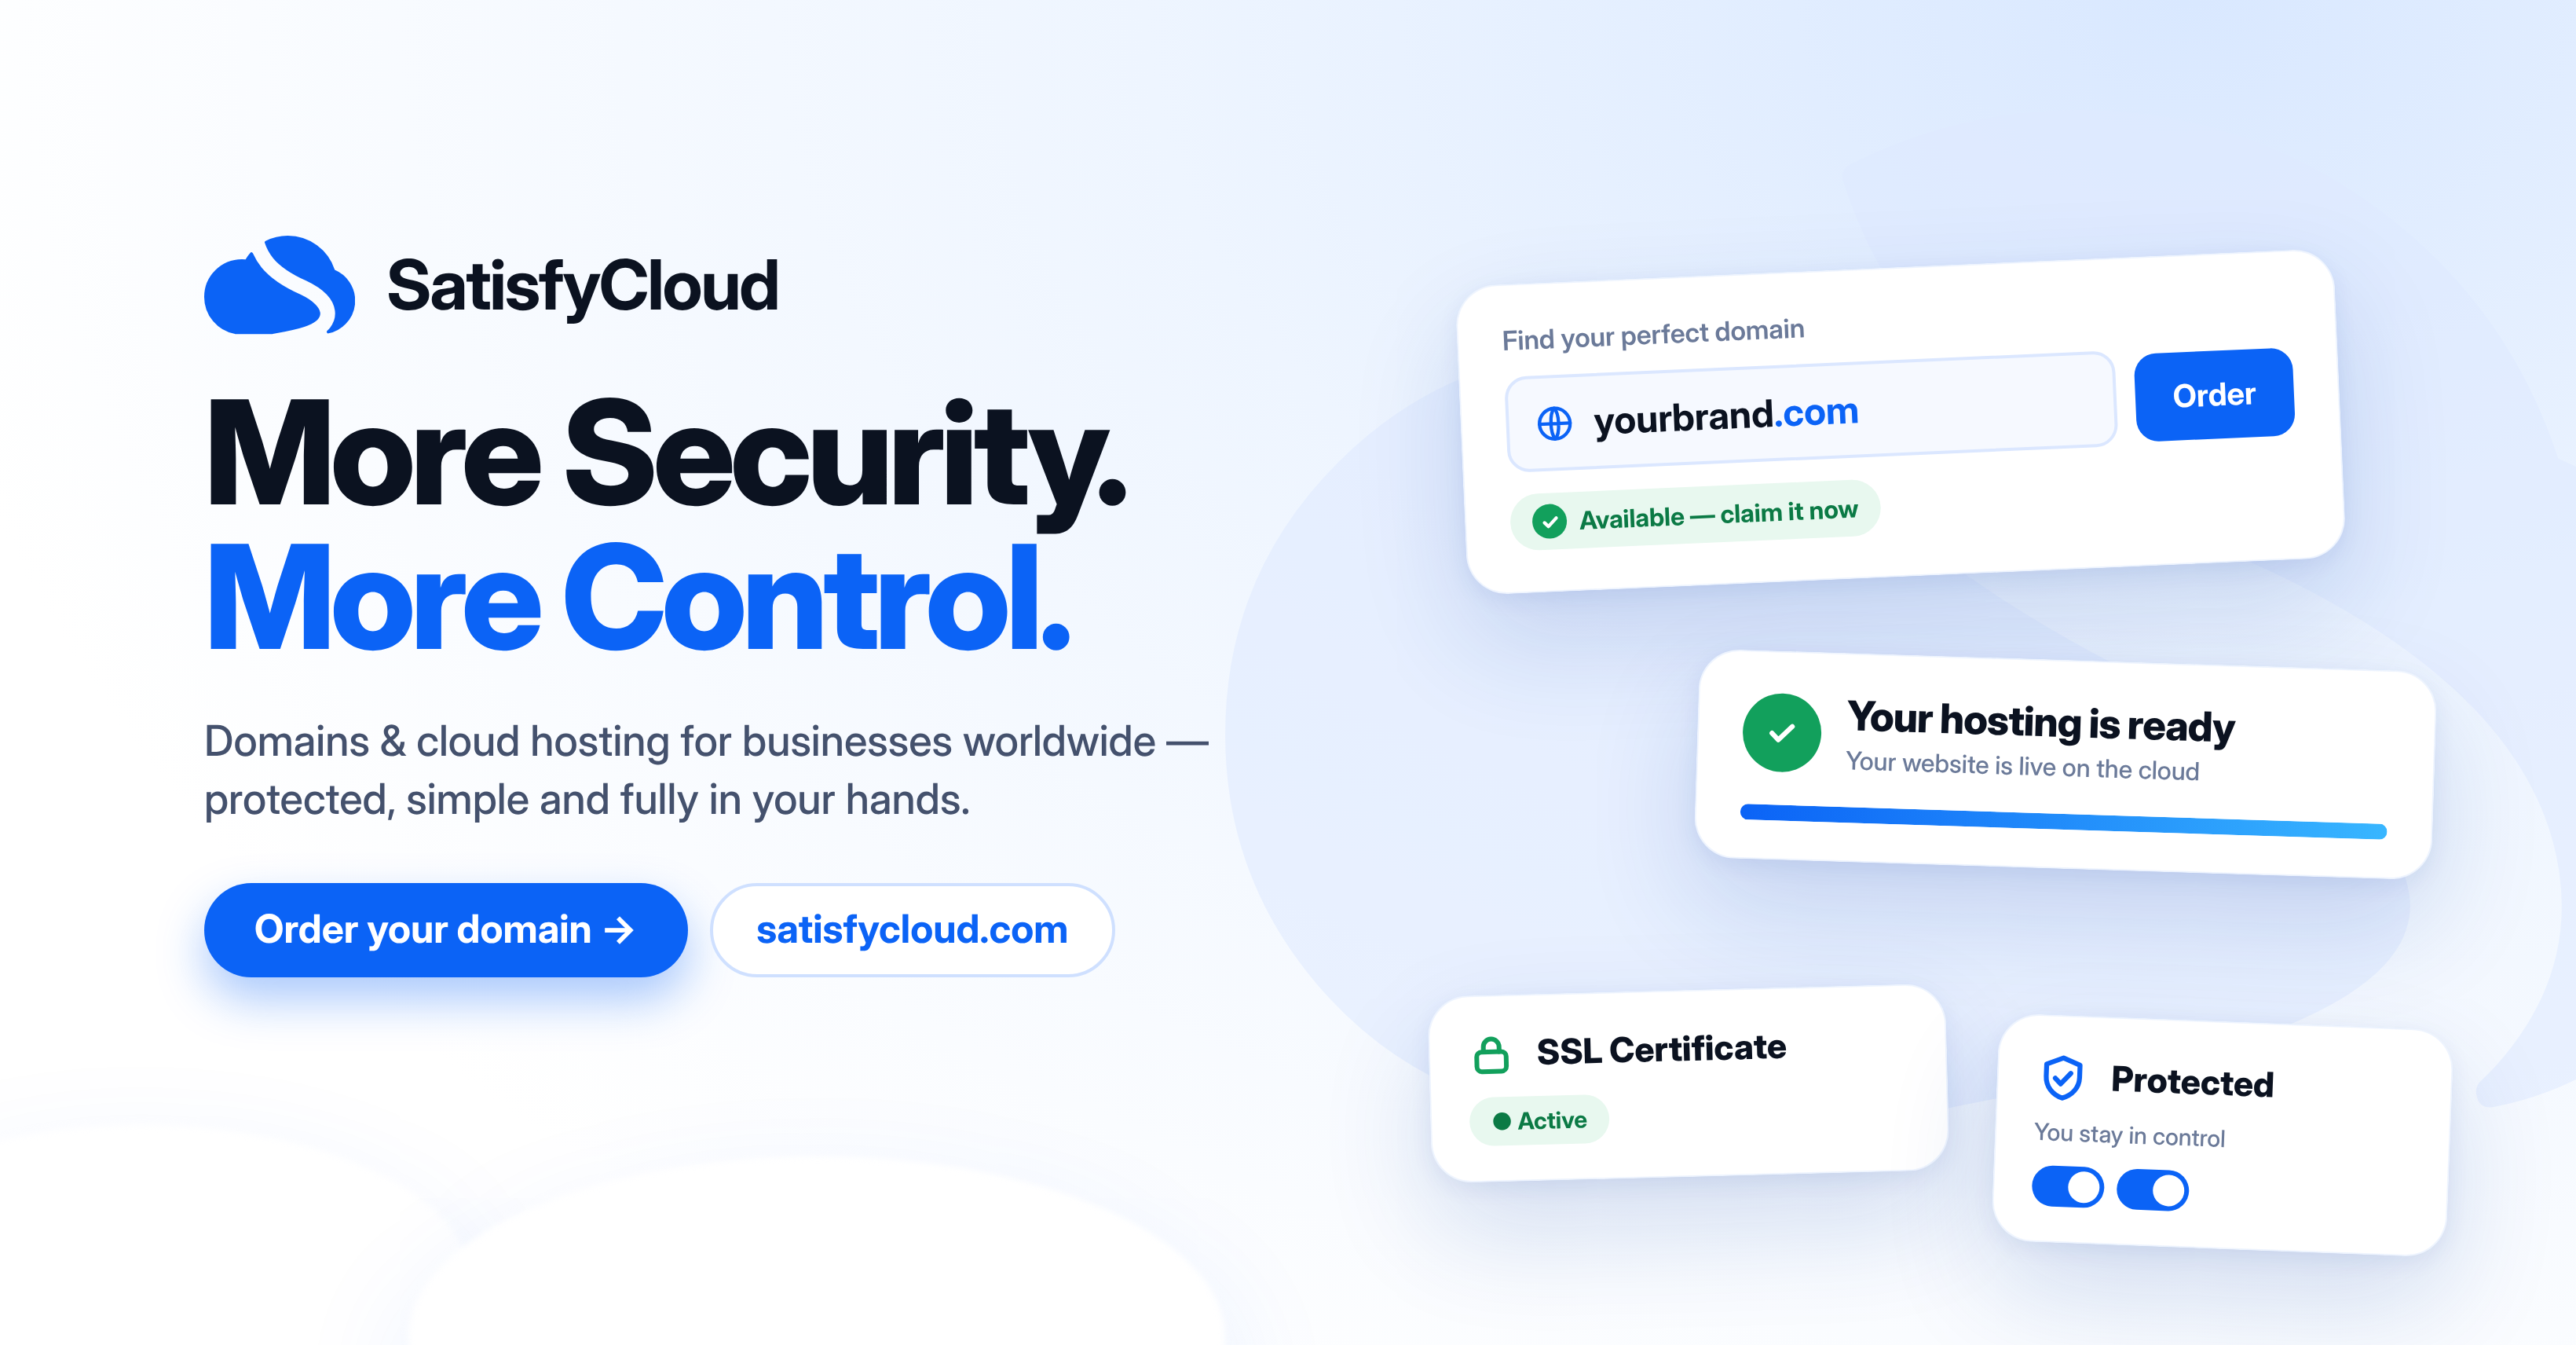 SatisfyCloud
More Security.
More Control.
Domains & cloud hosting for businesses worldwide —
protected, simple and fully in your hands.
Order your domain →
satisfycloud.com
Find your perfect domain
yourbrand.com
Order
Available — claim it now
Your hosting is ready
Your website is live on the cloud
SSL Certificate
Active
Protected
You stay in control